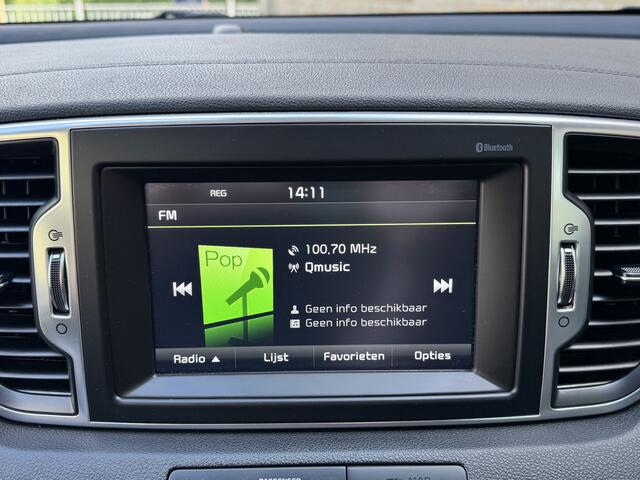 Bluetooth
REG 14:11
FM
Pop
100.70 MHz
Qmusic
Geen info beschikbaar
Geen info beschikbaar
Radio ▲ Lijst Favorieten Opties
PASSENGER